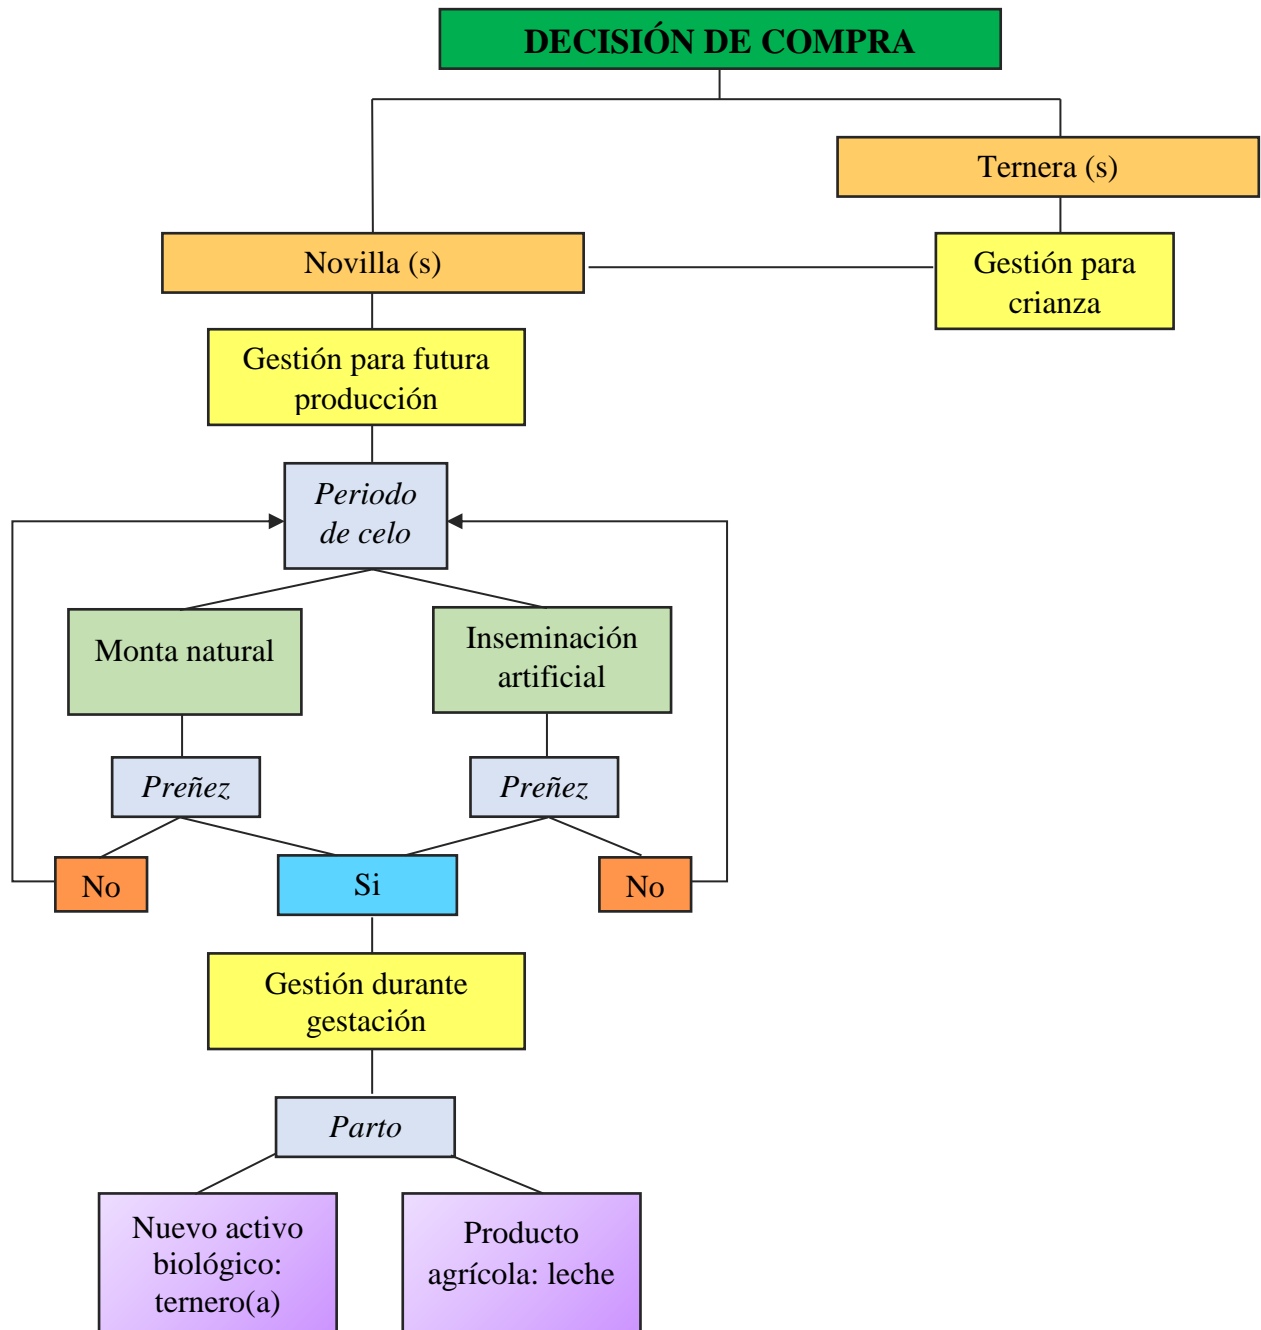 DECISIÓN DE COMPRA
Ternera (s)
Novilla (s)
Gestión para
crianza
Gestión para futura
producción
Periodo
de celo
Monta natural
Inseminación
artificial
Preñez
Preñez
No
Si
No
Gestión durante
gestación
Parto
Nuevo activo
biológico:
ternero(a)
Producto
agrícola: leche